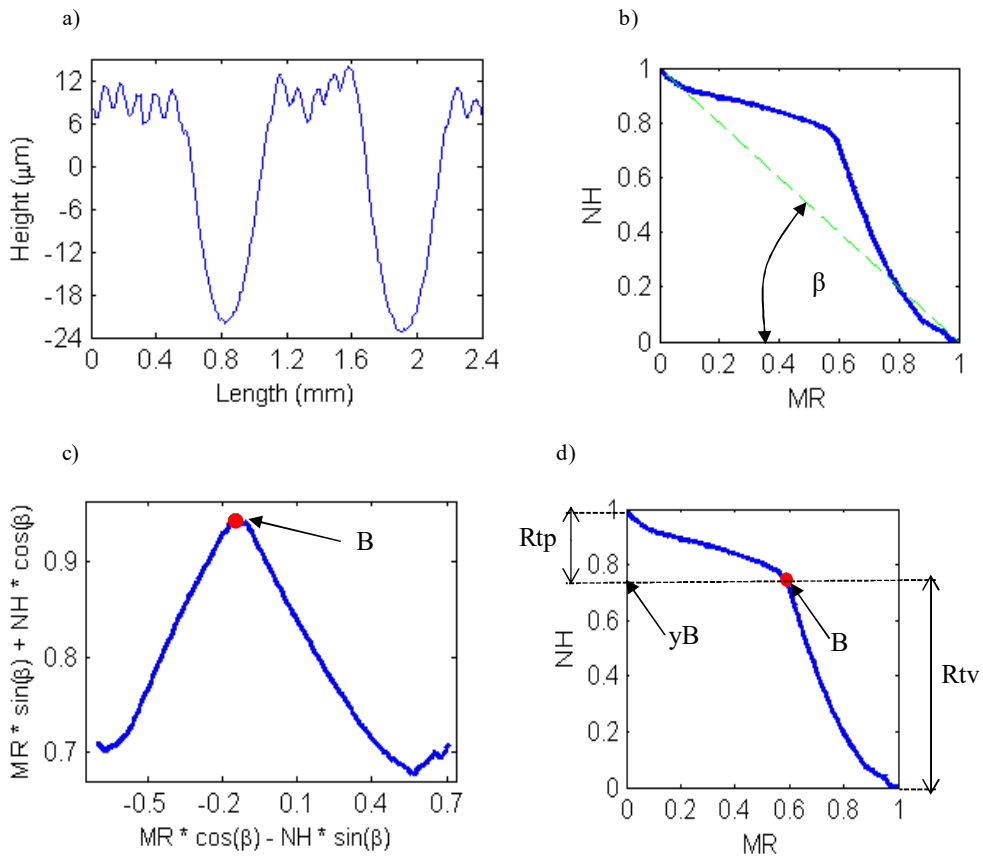 a)
12
6
0
-6
-12
-18
-24
Height (μm)
0
0.4
0.8
1.2
1.6
2
2.4
Length (mm)
b)
1
0.8
0.6
0.4
0.2
0
NH
β
0
0.2
0.4
0.6
0.8
1
MR
c)
0.9
0.8
0.7
MR * sin(β) + NH * cos(β)
B
-0.5
-0.2
0.1
0.4
0.7
MR * cos(β) - NH * sin(β)
d)
1
0.8
0.6
0.4
0.2
0
NH
Rtp
yB
B
Rtv
0
0.2
0.4
0.6
0.8
1
MR